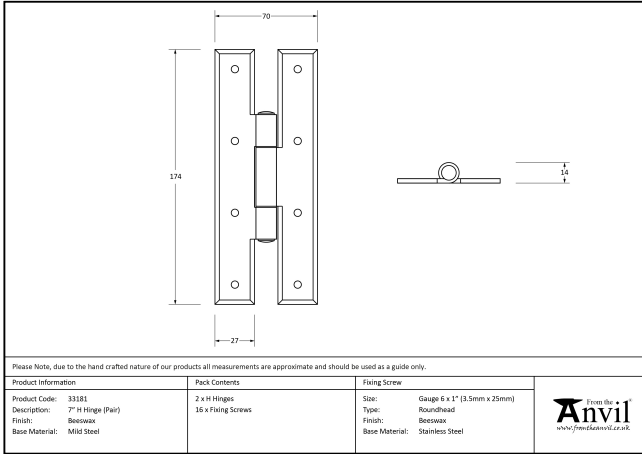 70
174
14
27
Please Note, due to the hand crafted nature of our products all measurements are approximate and should be used as a guide only.
Product Information
Product Code: 33181
Description: 7" H Hinge (Pair)
Finish: Beeswax
Base Material: Mild Steel
Pack Contents
2 x H Hinges
16 x Fixing Screws
Fixing Screw
Size: Gauge 6 x 1" (3.5mm x 25mm)
Type: Roundhead
Finish: Beeswax
Base Material: Stainless Steel
From the
Anvil®
www.fromtheanvil.co.uk